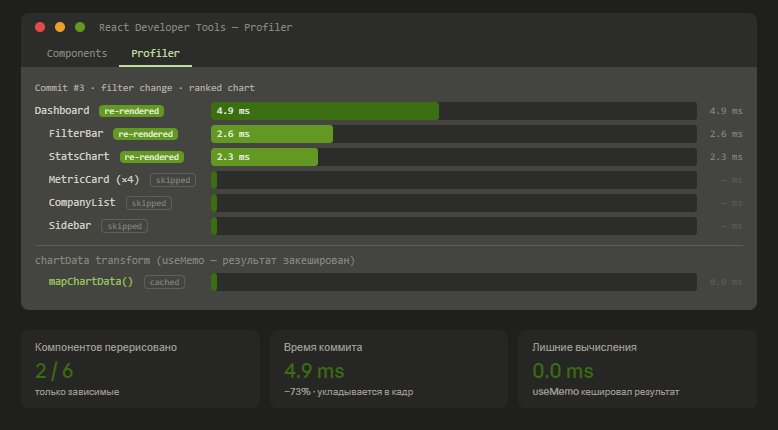 React Developer Tools — Profiler
Components Profiler
Commit #3 · filter change · ranked chart
Dashboard re-rendered 4.9 ms 4.9 ms
FilterBar re-rendered 2.6 ms 2.6 ms
StatsChart re-rendered 2.3 ms 2.3 ms
MetricCard (×4) skipped — ms
CompanyList skipped — ms
Sidebar skipped — ms
chartData transform (useMemo — результат закеширован)
mapChartData() cached 0.0 ms
Компонентов перерисовано
2 / 6
только зависимые
Время коммита
4.9 ms
−73% · укладывается в кадр
Лишние вычисления
0.0 ms
useMemo кешировал результат